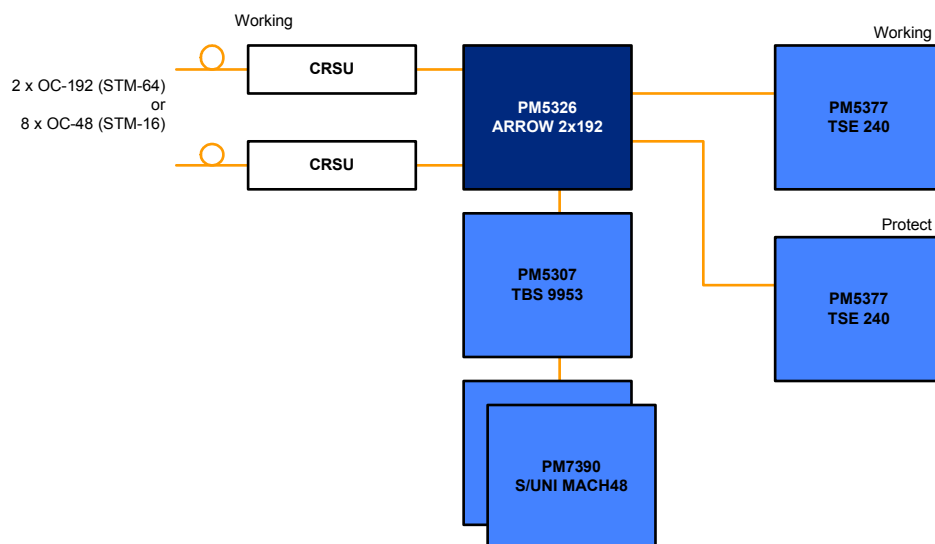 Working
2 x OC-192 (STM-64)
or
8 x OC-48 (STM-16)
CRSU
CRSU
PM5326
ARROW 2x192
Working
PM5377
TSE 240
Protect
PM5377
TSE 240
PM5307
TBS 9953
PM7390
S/UNI MACH48